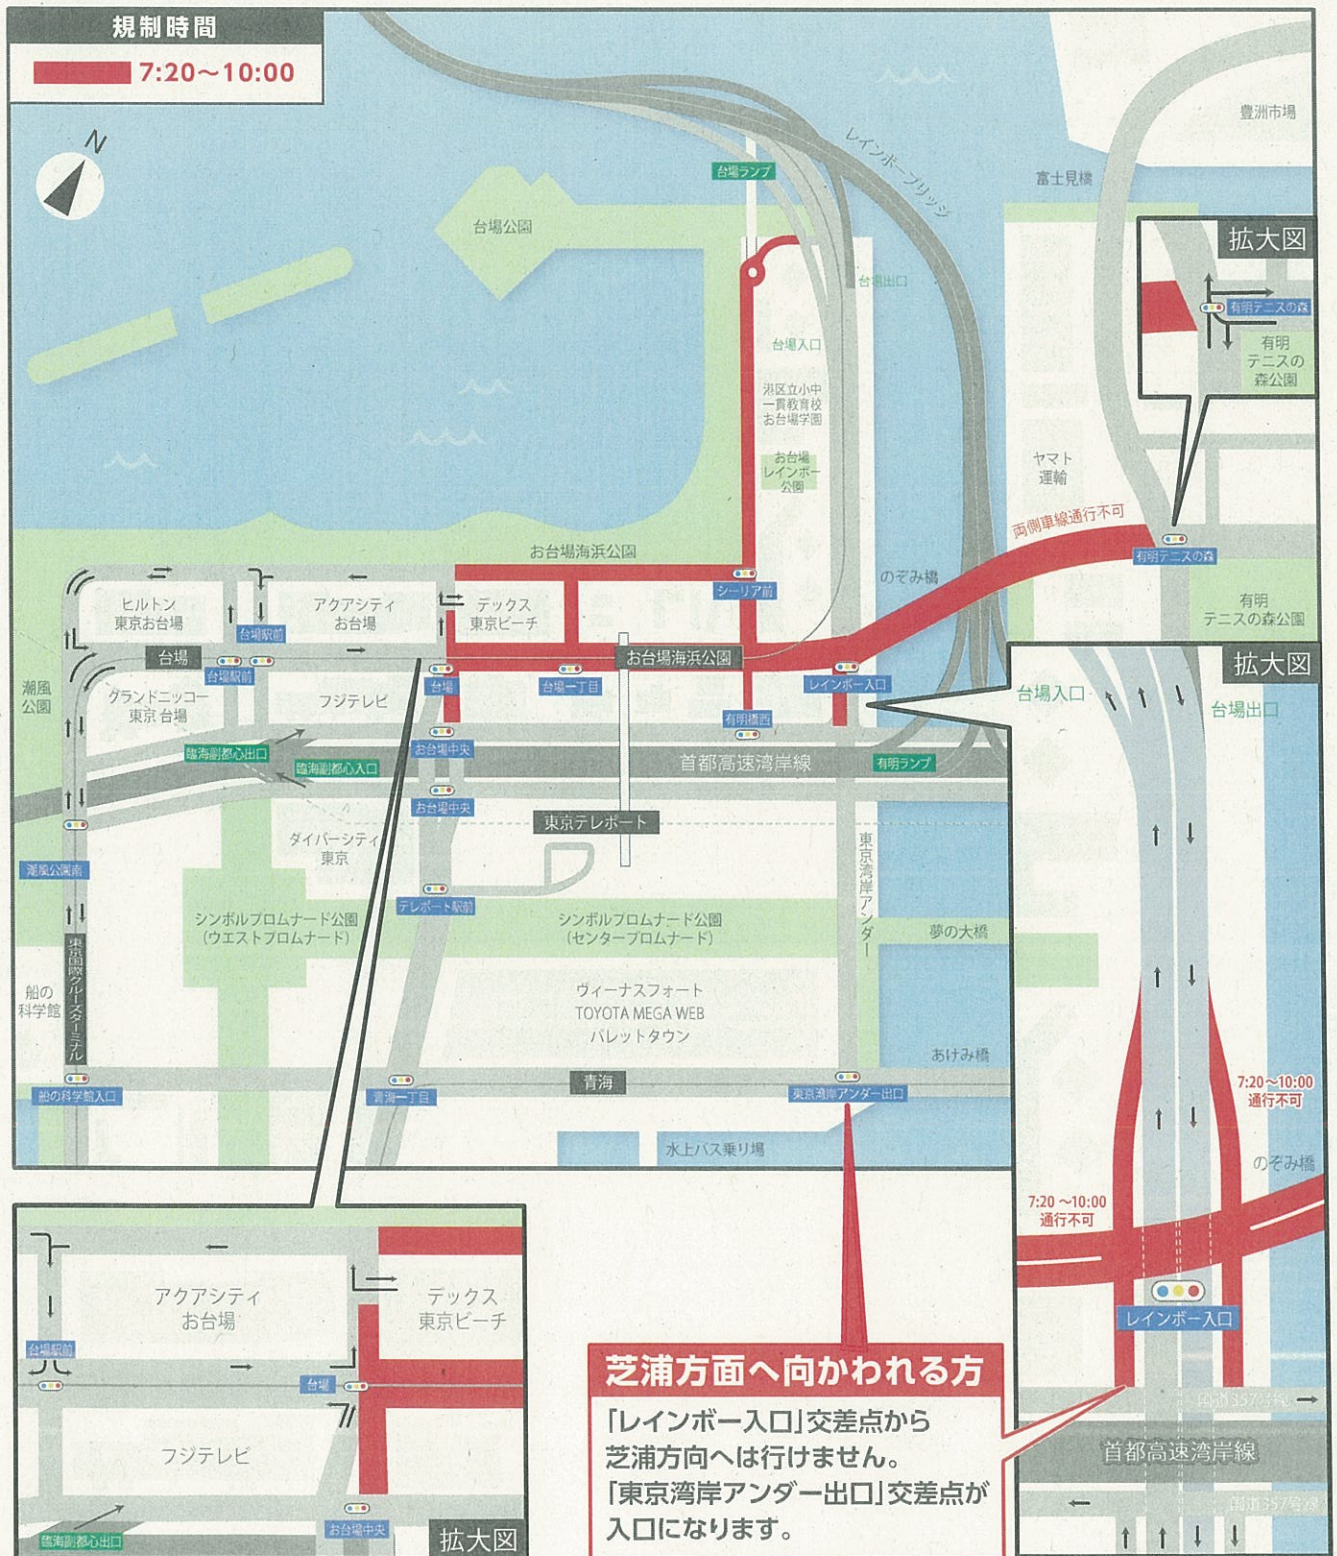 規制時間
7:20～10:00
N
豊洲市場
レインボーブリッジ
台場ランプ
富士見橋
台場公園
拡大図
有明テニスの森
有明
テニスの
森公園
台場出口
台場入口
港区立小中
一貫教育校
お台場学園
お台場
レインボー
公園
ヤマト
運輸
両側車線通行不可
有明テニスの森
お台場海浜公園
シーリア前
のぞみ橋
有明
テニスの森公園
ヒルトン
東京お台場
アクアシティ
お台場
デックス
東京ビーチ
台場駅前
台場
台場駅前
お台場海浜公園
台場
台場一丁目
レインボー入口
潮風
公園
グランドニッコー
東京 台場
フジテレビ
有明橋西
臨海副都心出口
お台場中央
臨海副都心入口
首都高速湾岸線
有明ランプ
お台場中央
東京テレポート
ダイバーシティ
東京
東京湾岸アンダー
潮風公園南
テレポート駅前
シンボルプロムナード公園
(ウエストプロムナード)
シンボルプロムナード公園
(センタープロムナード)
夢の大橋
東京国際クルーズターミナル
船の
科学館
ヴィーナスフォート
TOYOTA MEGA WEB
パレットタウン
あけみ橋
船の科学館入口
青海一丁目
青海
東京湾岸アンダー出口
水上バス乗り場
拡大図
台場入口
台場出口
7:20～10:00
通行不可
のぞみ橋
7:20～10:00
通行不可
レインボー入口
国道357号線
首都高速湾岸線
国道357号線
アクアシティ
お台場
デックス
東京ビーチ
台場駅前
台場
フジテレビ
お台場中央
臨海副都心出口
拡大図
芝浦方面へ向かわれる方
「レインボー入口」交差点から
芝浦方向へは行けません。
「東京湾岸アンダー出口」交差点が
入口になります。